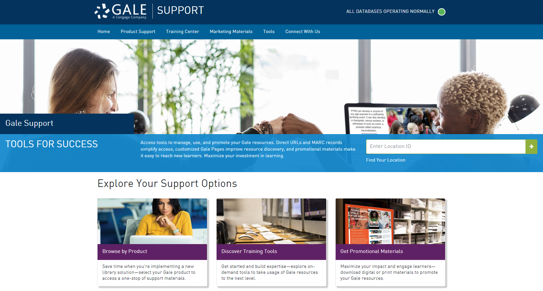 GALE
A Cengage Company
SUPPORT
ALL DATABASES OPERATING NORMALLY
Home Product Support Training Center Marketing Materials Tools Connect With Us
Gale Support
TOOLS FOR SUCCESS
Access tools to manage, use, and promote your Gale resources. Direct URLs and MARC records
simplify access, customized Gale Pages improve resource discovery, and promotional materials make
it easy to reach new learners. Maximize your investment in learning.
Enter Location ID
Find Your Location
Explore Your Support Options
Browse by Product
Save time when you're implementing a new
library solution—select your Gale product to
access a one-stop of support materials.
Discover Training Tools
Get started and build expertise—explore on-
demand tools to take usage of Gale resources
to the next level.
Get Promotional Materials
Maximize your impact and engage learners—
download digital or print materials to promote
your Gale resources.